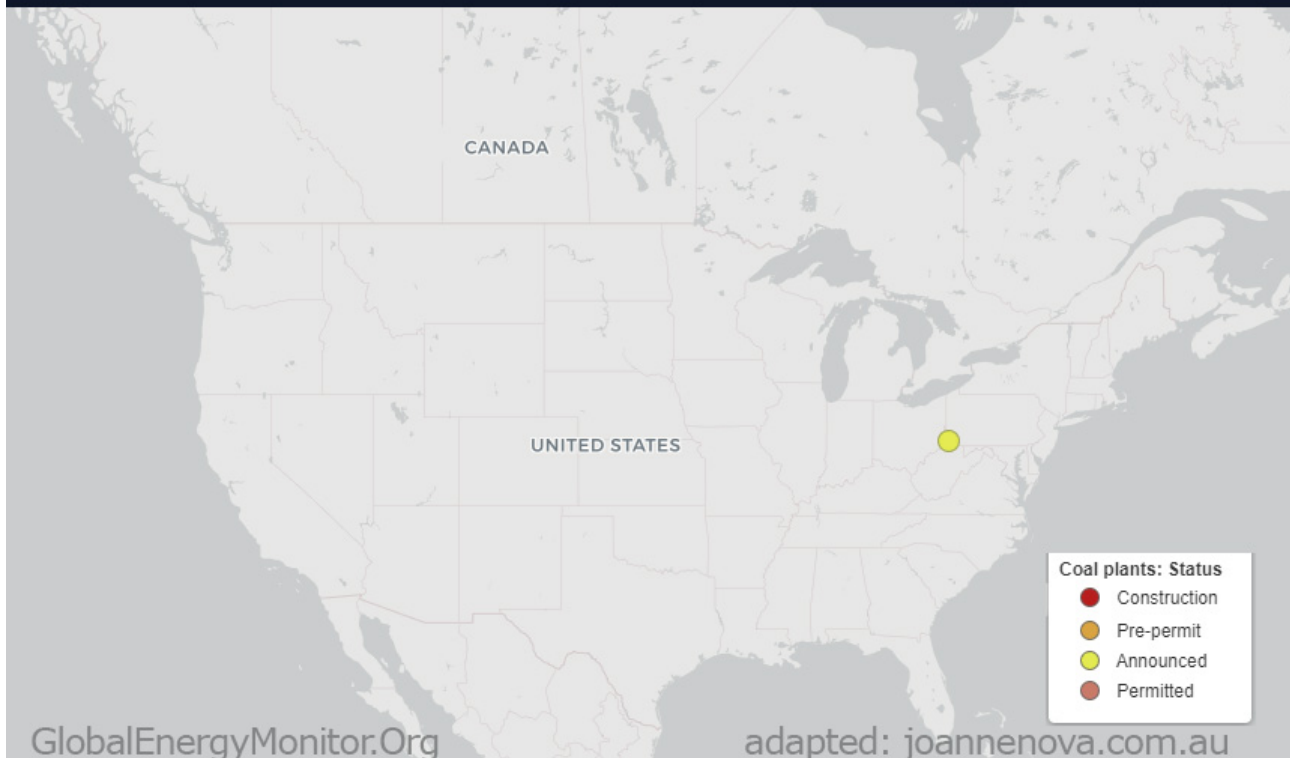 CANADA
UNITED STATES
Coal plants: Status
Construction
Pre-permit
Announced
Permitted
GlobalEnergyMonitor.Org
adapted: joannenova.com.au